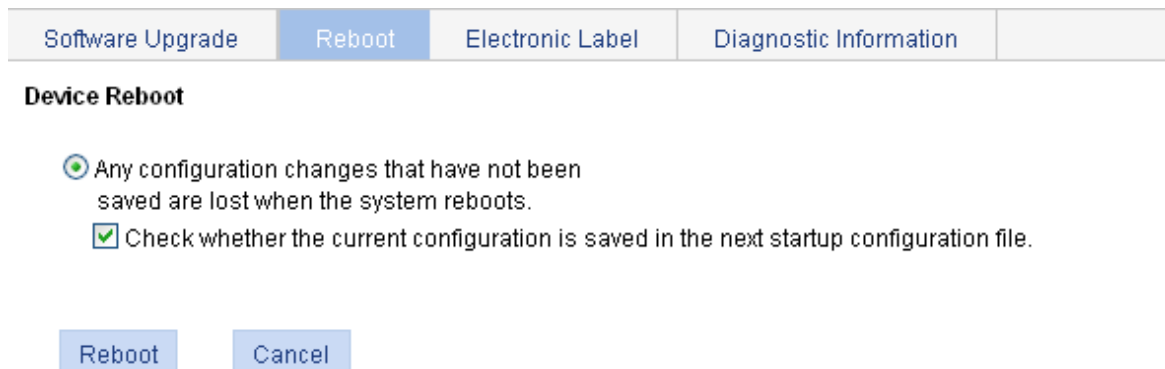 Software Upgrade Reboot Electronic Label Diagnostic Information
Device Reboot
Any configuration changes that have not been
saved are lost when the system reboots.
Check whether the current configuration is saved in the next startup configuration file.
Reboot Cancel